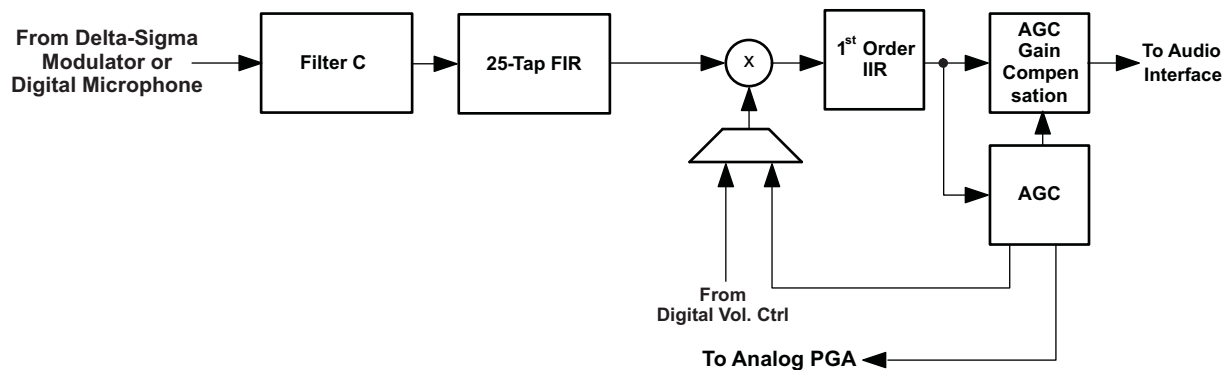 From Delta-Sigma
Modulator or
Digital Microphone
Filter C
25-Tap FIR
x
1st Order
IIR
AGC
Gain
Compen
sation
To Audio
Interface
AGC
From
Digital Vol. Ctrl
To Analog PGA